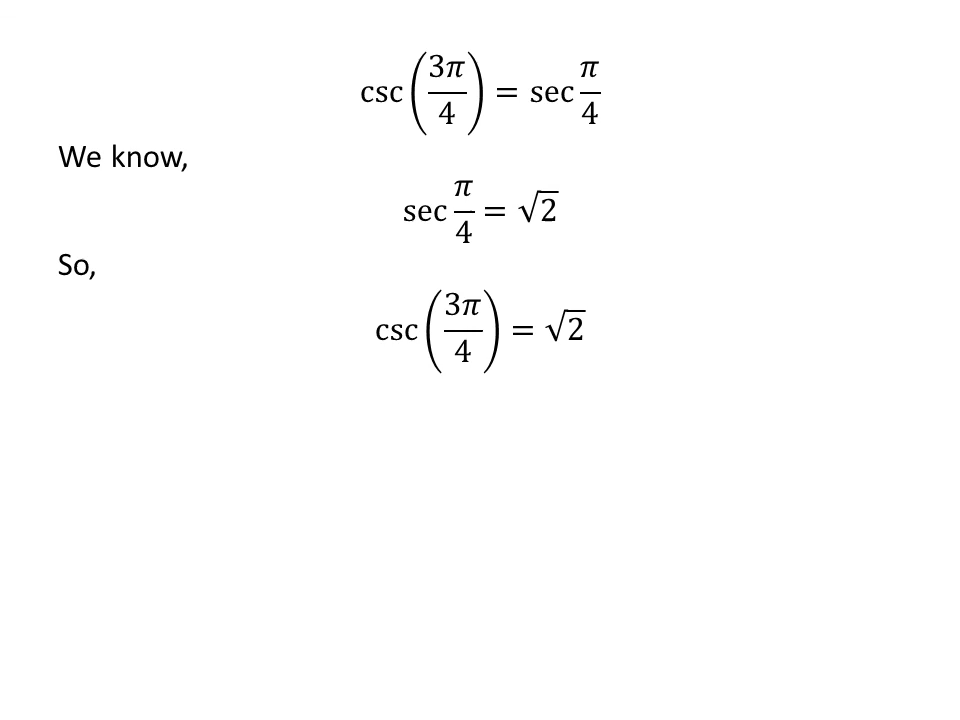 csc(3π/4) = sec π/4
We know,
sec π/4 = √2
So,
csc(3π/4) = √2